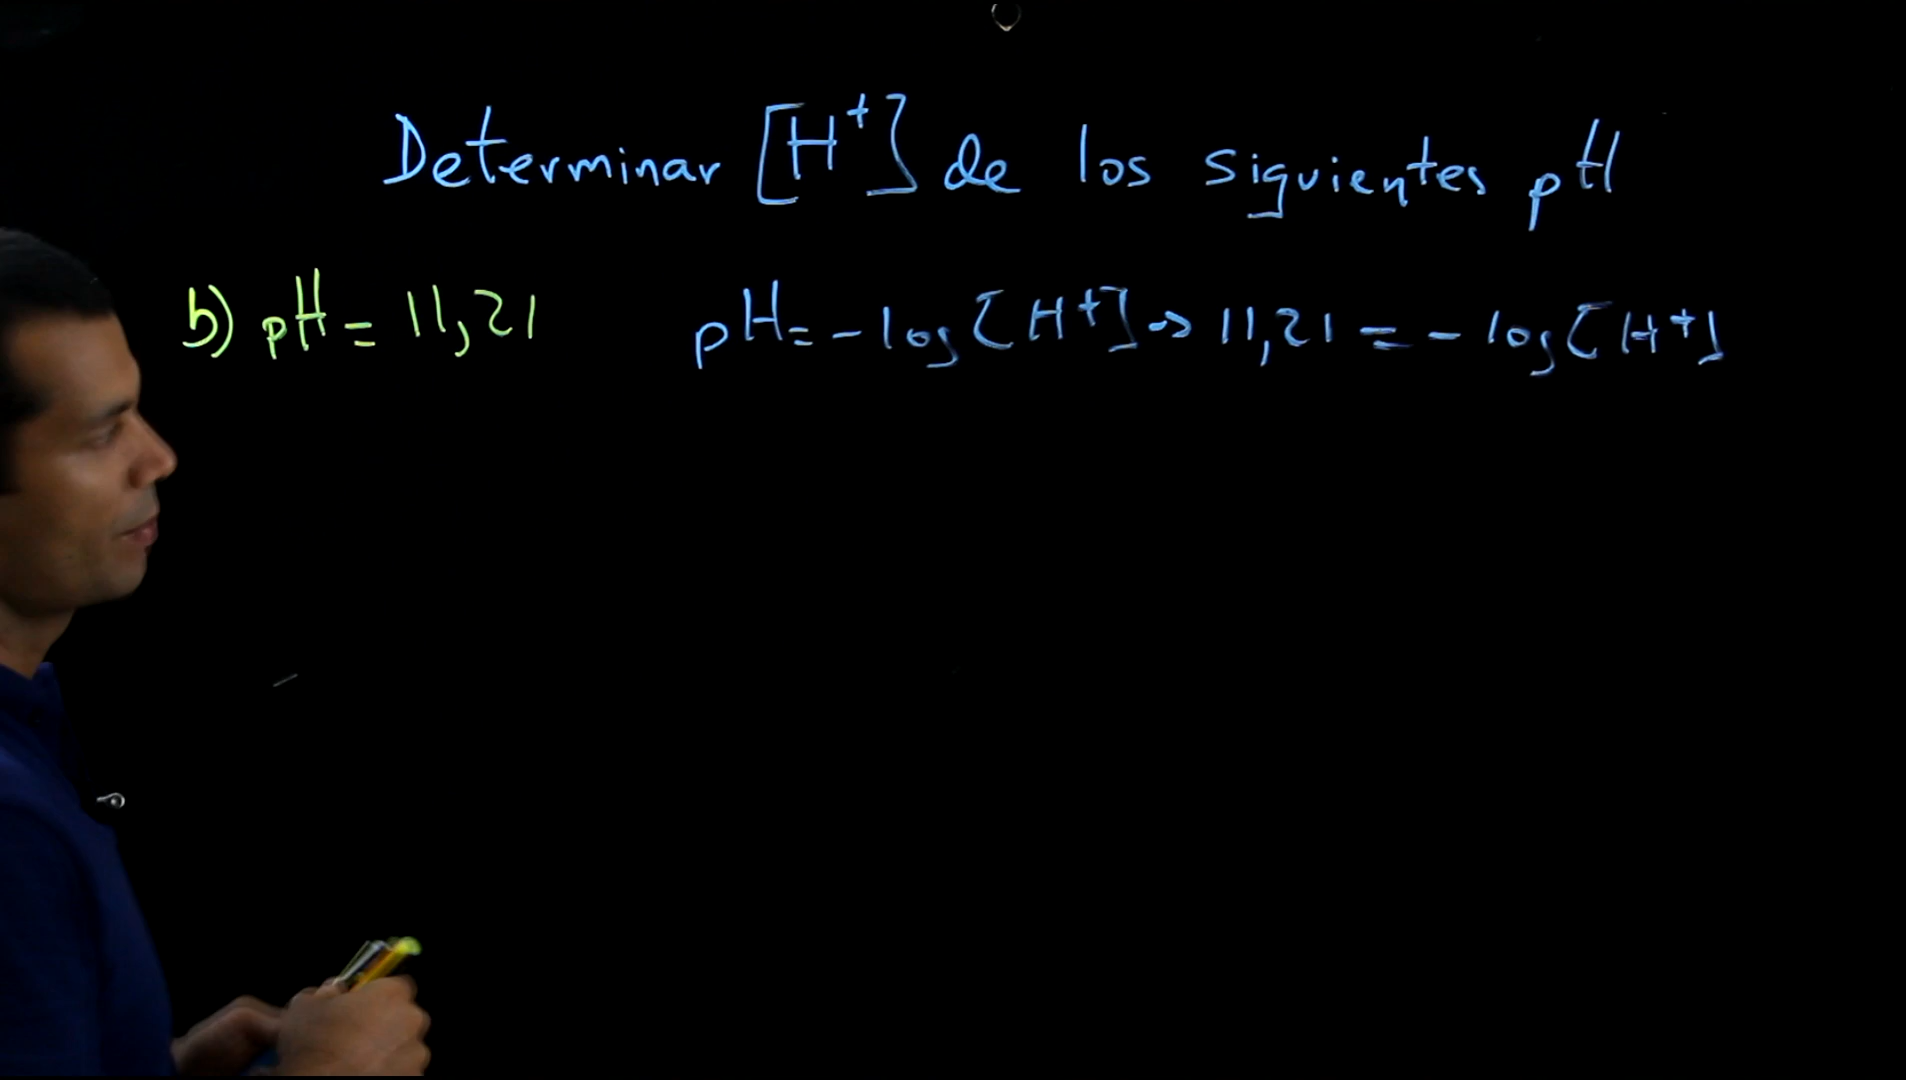 Determinar [H⁺] de los siguientes pH
b) pH = 11,21 pH = - log [H⁺] → 11,21 = - log [H⁺]